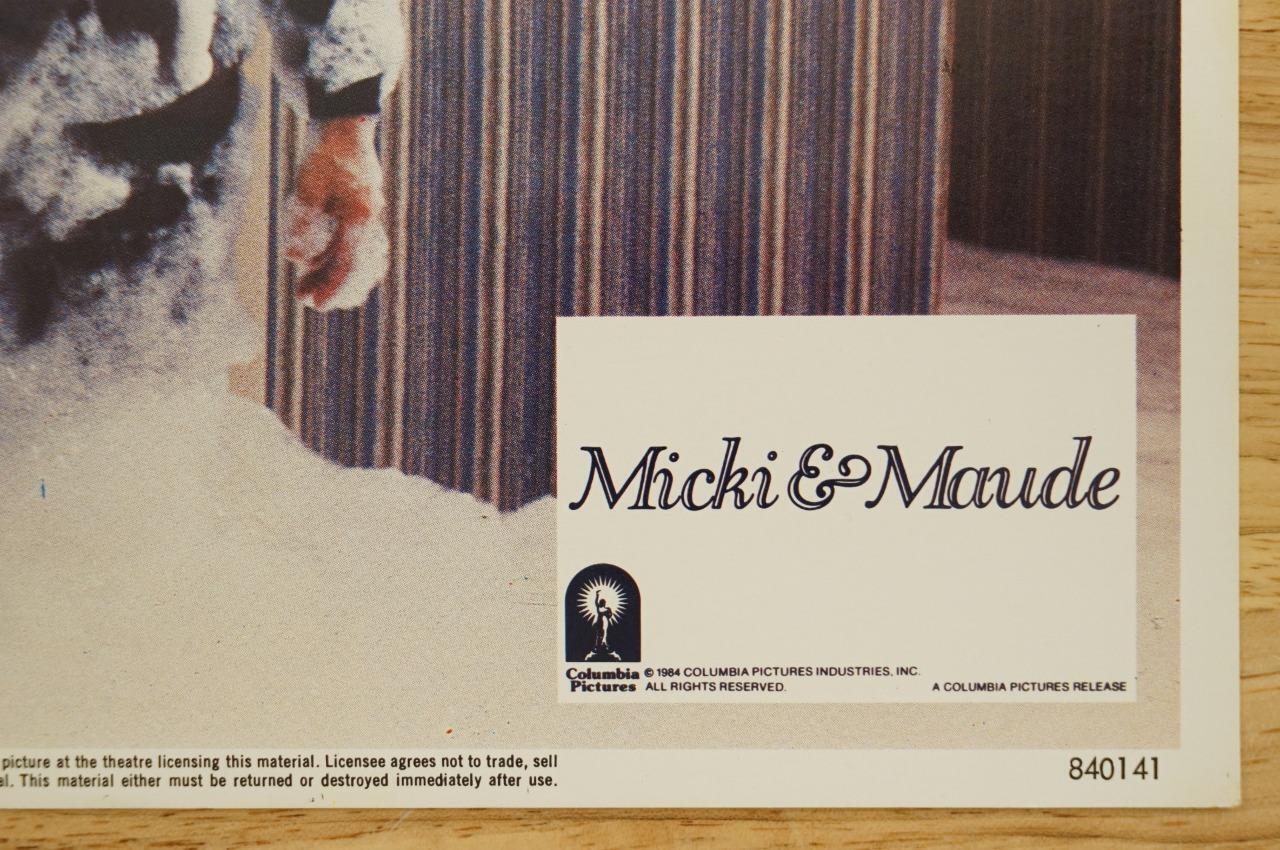 Micki & Maude
Columbia
Pictures
© 1984 COLUMBIA PICTURES INDUSTRIES, INC.
ALL RIGHTS RESERVED.
A COLUMBIA PICTURES RELEASE
picture at the theatre licensing this material. Licensee agrees not to trade, sell
This material either must be returned or destroyed immediately after use.
840141